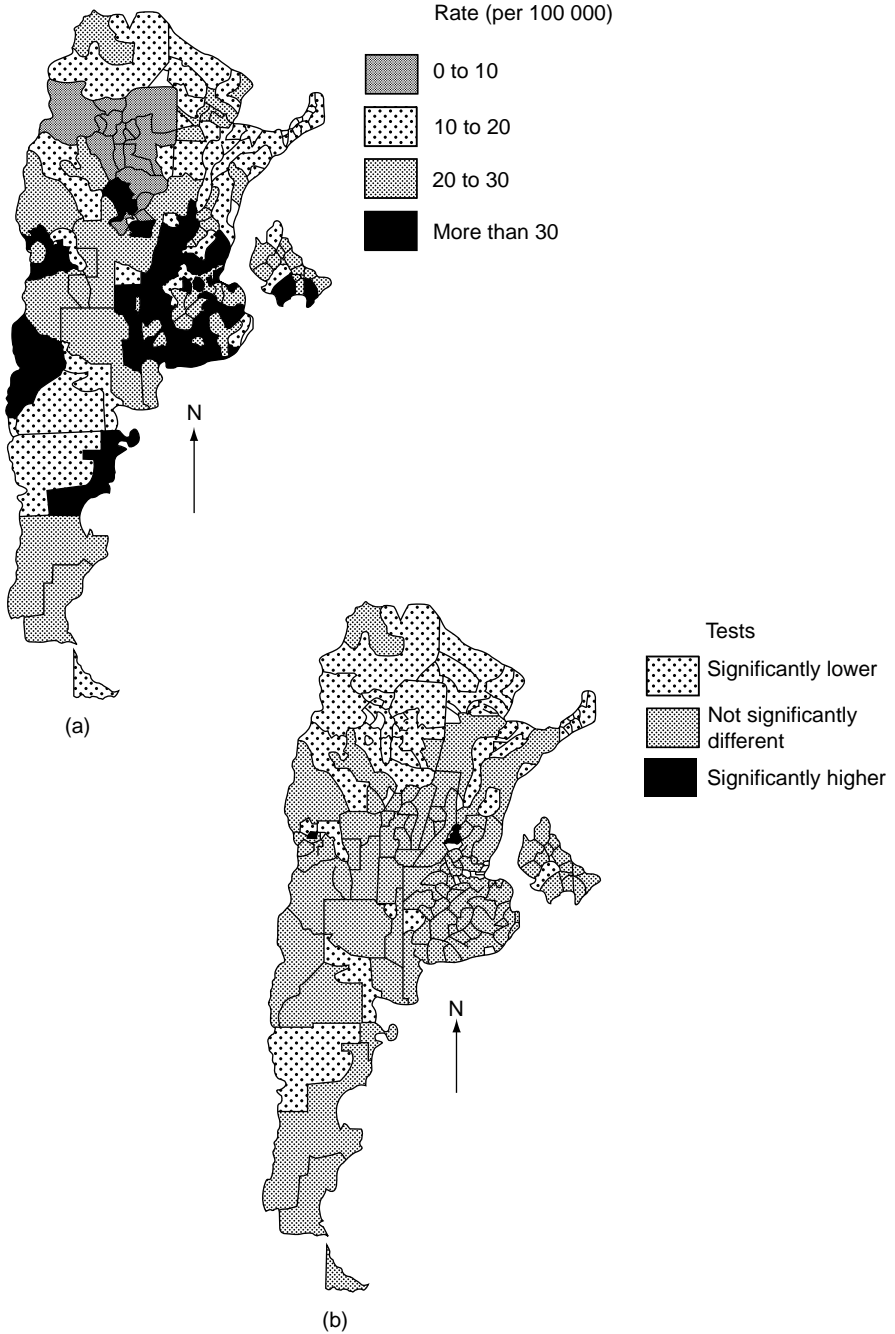 Rate (per 100 000)
0 to 10
10 to 20
20 to 30
More than 30
N
(a)
Tests
Significantly lower
Not significantly
different
Significantly higher
N
(b)